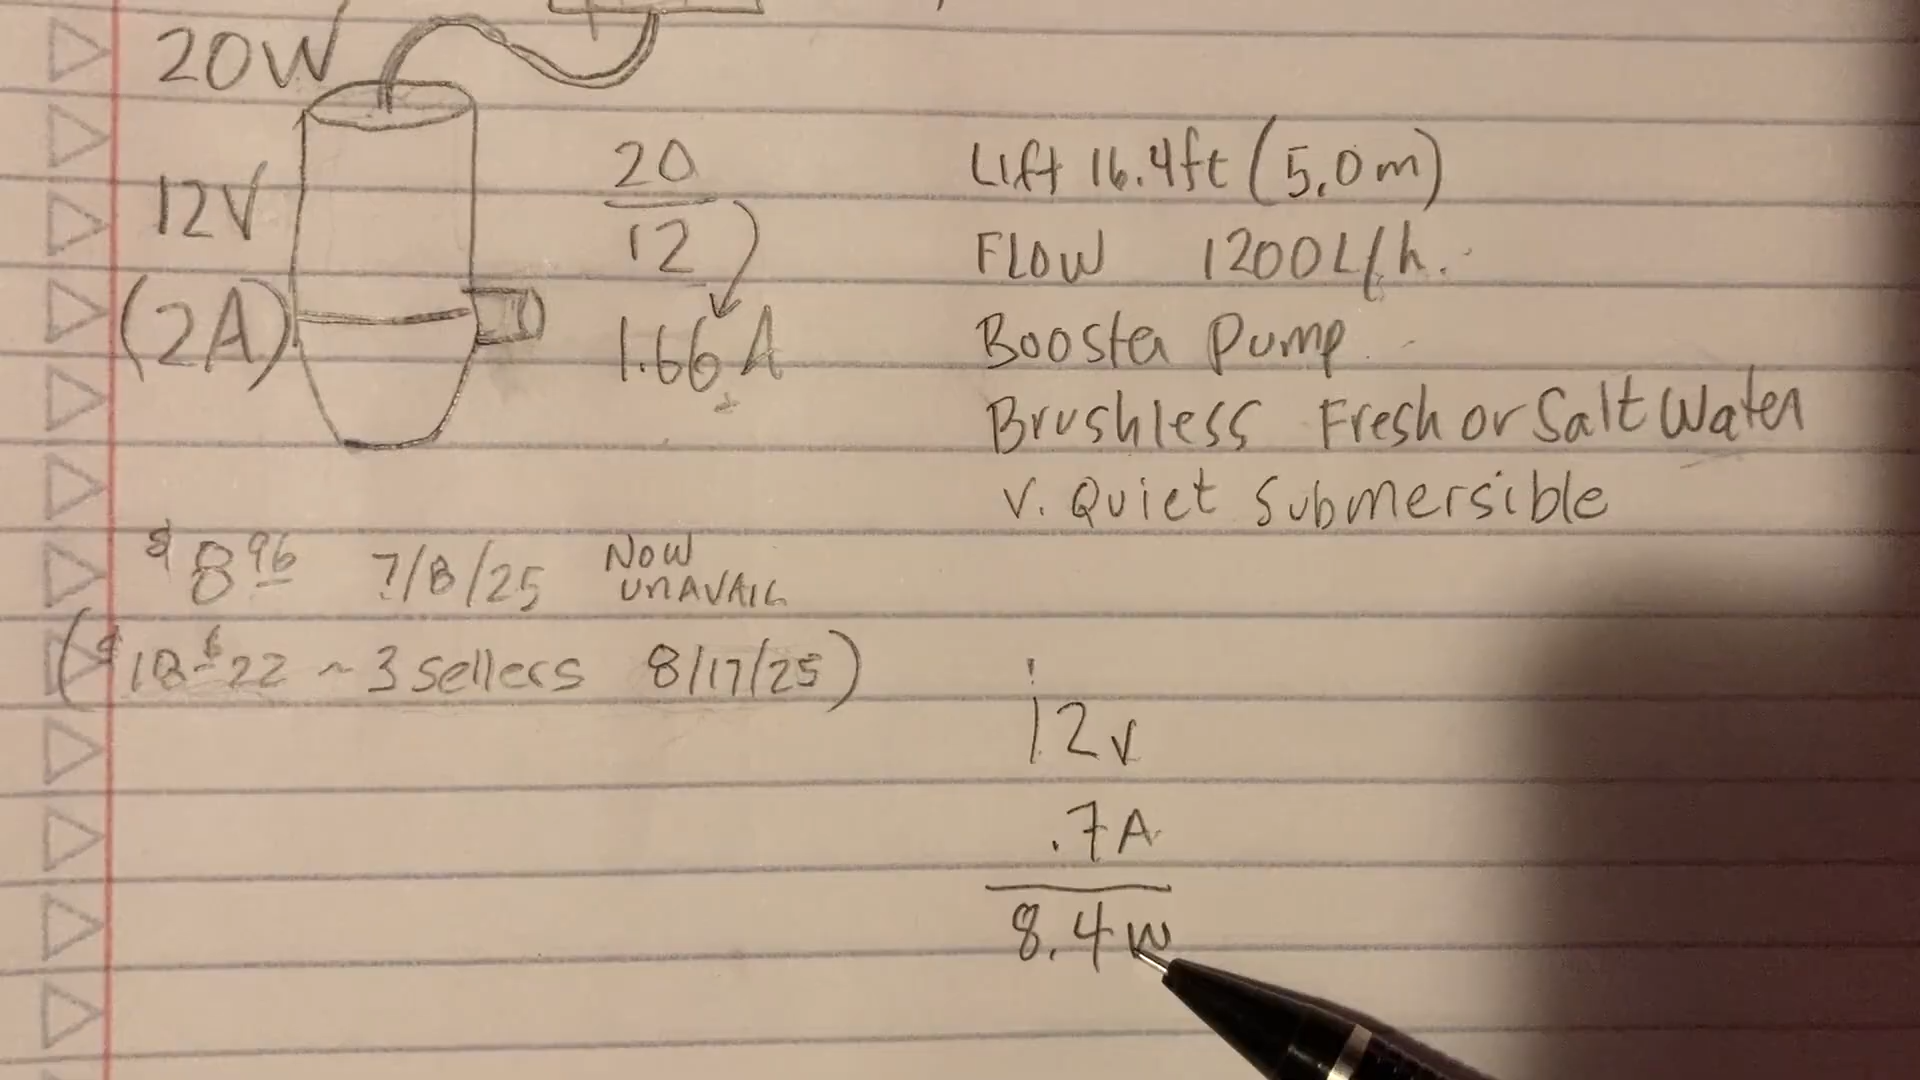 20W
12V
(2A)
20
12
1.66 A
Lift 16.4ft (5.0m)
FLOW 1200L/h.
Booster Pump
Brushless Fresh or Salt Water
V. Quiet Submersible
$8.96 7/8/25 NOW
UNAVAIL
($18-$22 ~ 3 sellers 8/17/25)
12v
.7A
8.4w